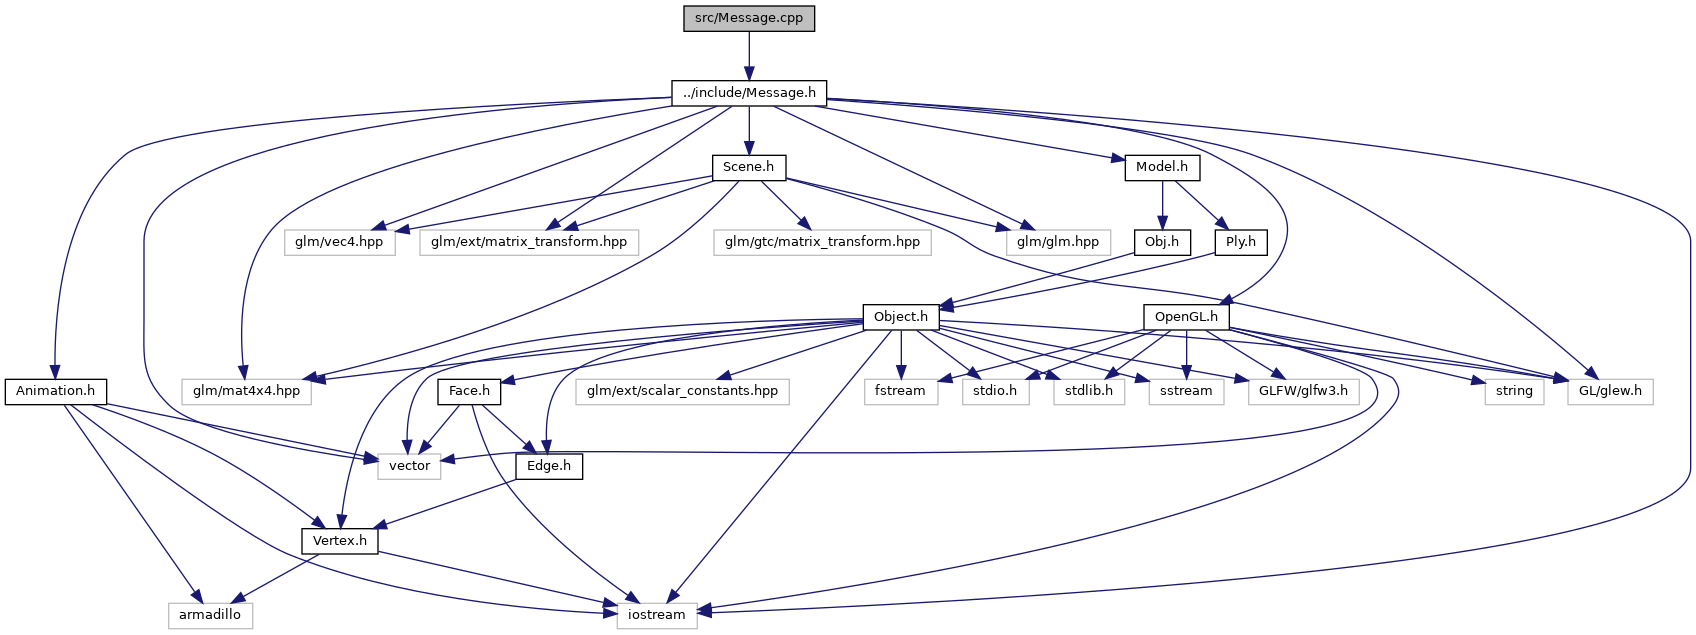 src/Message.cpp
../include/Message.h
Scene.h
Model.h
glm/vec4.hpp
glm/ext/matrix_transform.hpp
glm/gtc/matrix_transform.hpp
glm/glm.hpp
Obj.h
Ply.h
Object.h
OpenGL.h
Animation.h
glm/mat4x4.hpp
Face.h
glm/ext/scalar_constants.hpp
fstream
stdio.h
stdlib.h
sstream
GLFW/glfw3.h
string
GL/glew.h
vector
Edge.h
Vertex.h
armadillo
iostream